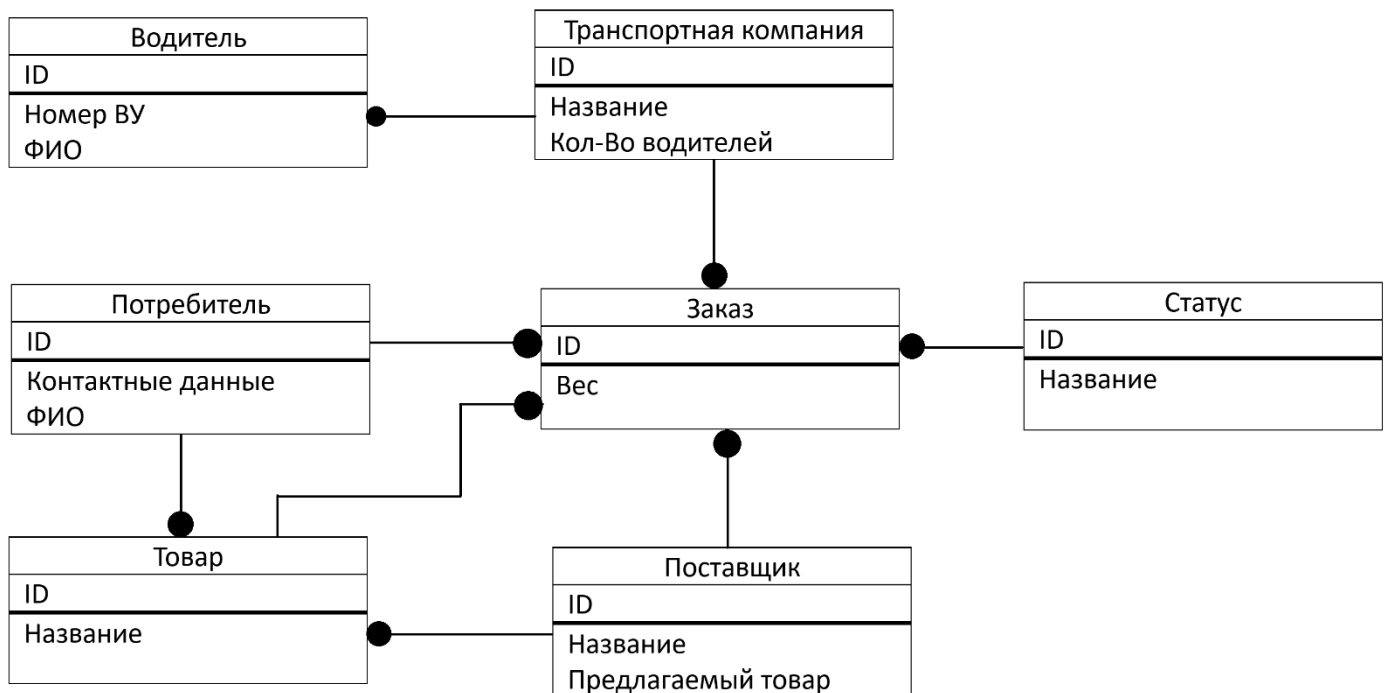 Водитель
ID
Номер ВУ
ФИО
Транспортная компания
ID
Название
Кол-Во водителей
Потребитель
ID
Контактные данные
ФИО
Заказ
ID
Вес
Статус
ID
Название
Товар
ID
Название
Поставщик
ID
Название
Предлагаемый товар